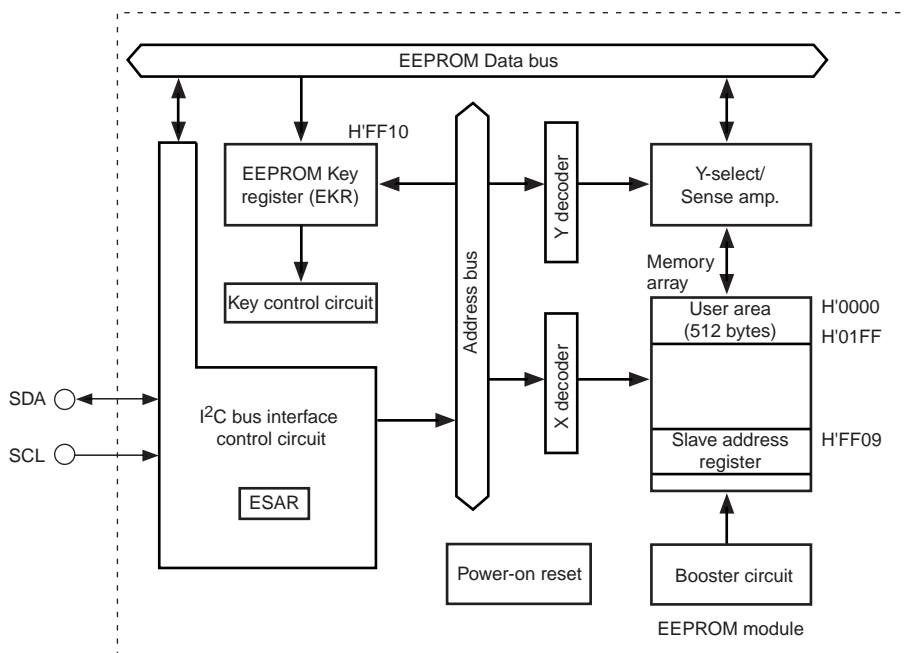 EEPROM Data bus
H'FF10
EEPROM Key
register (EKR)
Key control circuit
Address bus
Y decoder
X decoder
Y-select/
Sense amp.
Memory
array
User area
(512 bytes)
H'0000
H'01FF
Slave address
register
H'FF09
SDA
SCL
I²C bus interface
control circuit
ESAR
Power-on reset
Booster circuit
EEPROM module